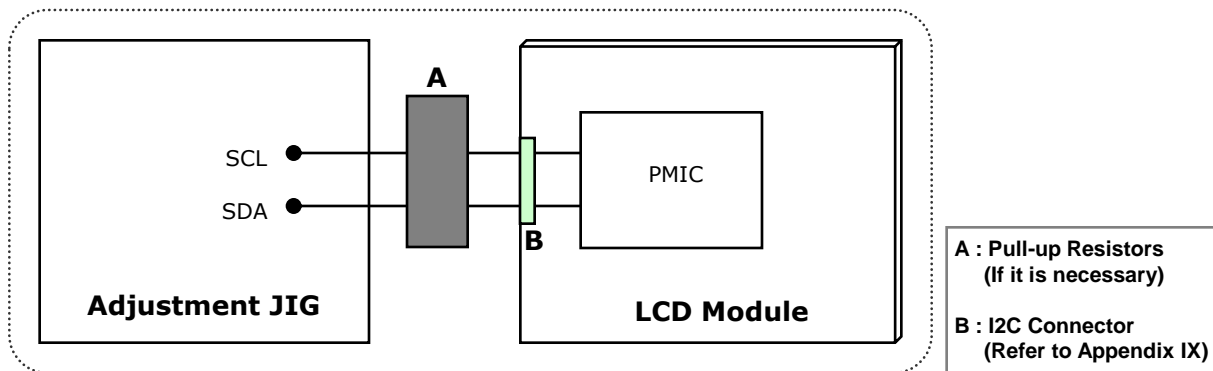 A
SCL
SDA
PMIC
B
Adjustment JIG
LCD Module
A : Pull-up Resistors
(If it is necessary)
B : I2C Connector
(Refer to Appendix IX)